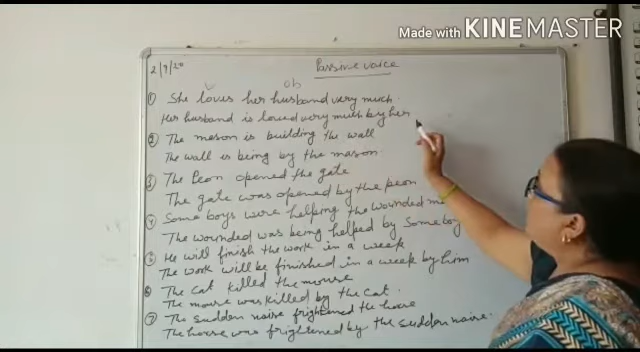 Made with KINEMASTER
2/9/20 Passive voice
v ob
① She loves her husband very much.
Her husband is loved very much by her
② The mason is building the wall
The wall is being by the mason.
③ The Peon opened the gate
The gate was opened by the peon
④ Some boys were helping the wounded m
The wounded was being helped by some boy
⑤ He will finish the work in a week
The work will be finished in a week by him
⑥ The cat killed the mouse
The mouse was killed by the cat.
⑦ The sudden noise frightened the horse
The horse was frightened by the sudden noise.